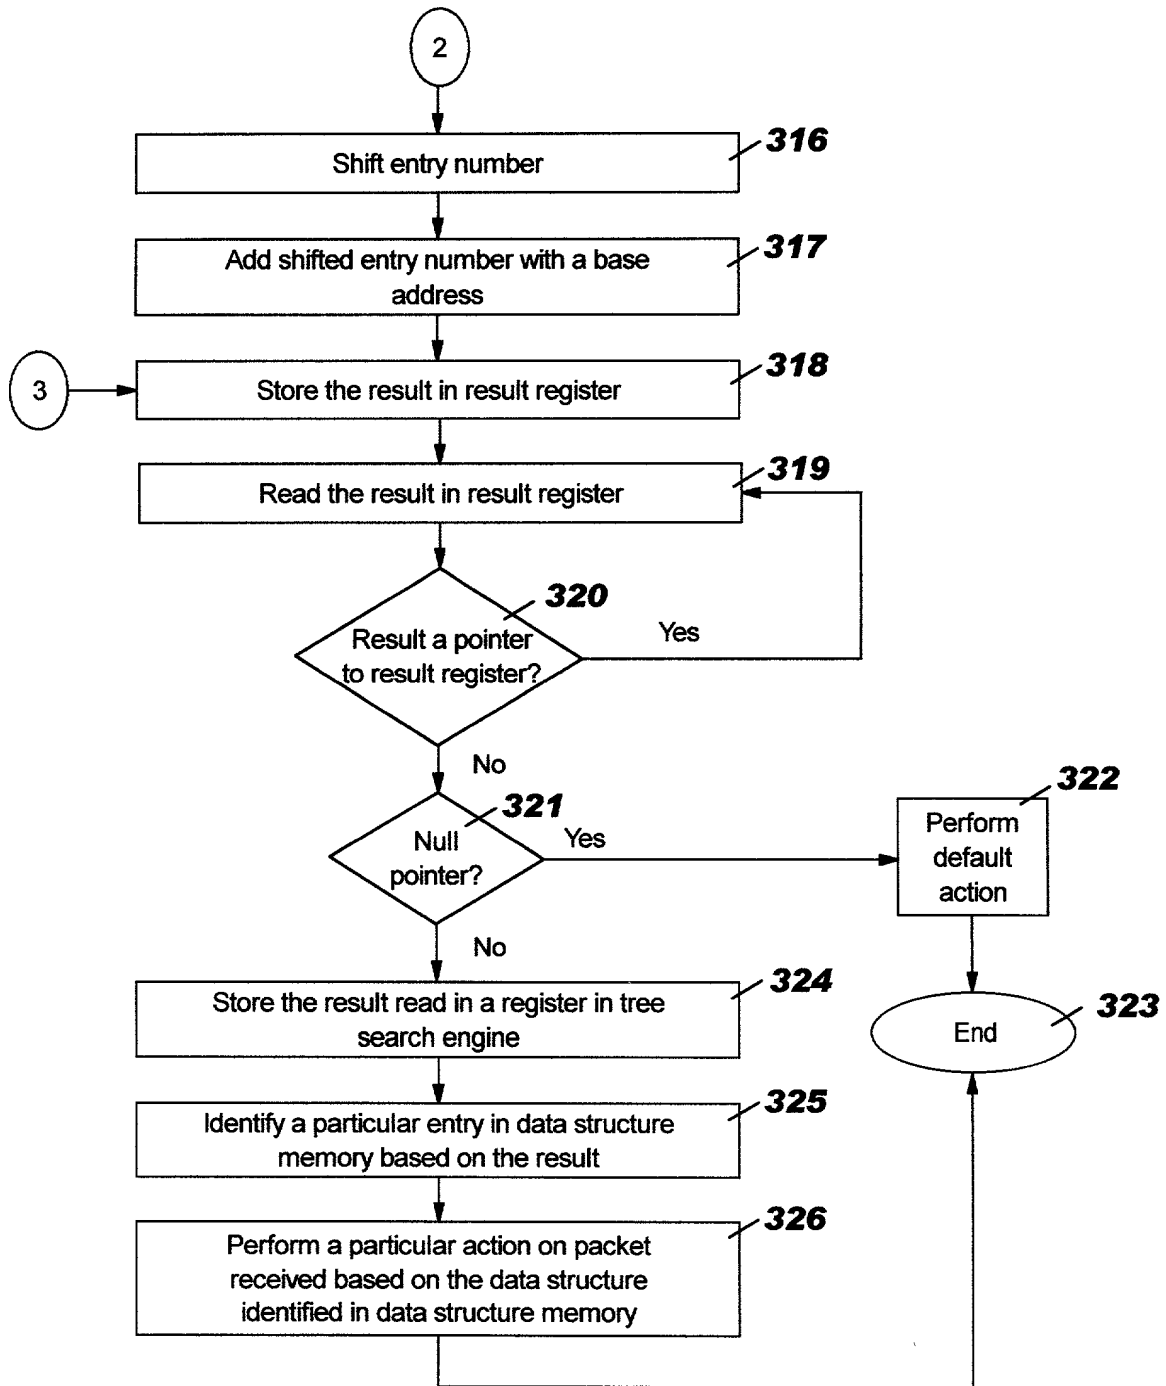 2
316
Shift entry number
317
Add shifted entry number with a base
address
318
3
Store the result in result register
319
Read the result in result register
320
Result a pointer
to result register?
Yes
No
321
Null
pointer?
Yes
322
Perform
default
action
No
324
Store the result read in a register in tree
search engine
323
End
325
Identify a particular entry in data structure
memory based on the result
326
Perform a particular action on packet
received based on the data structure
identified in data structure memory